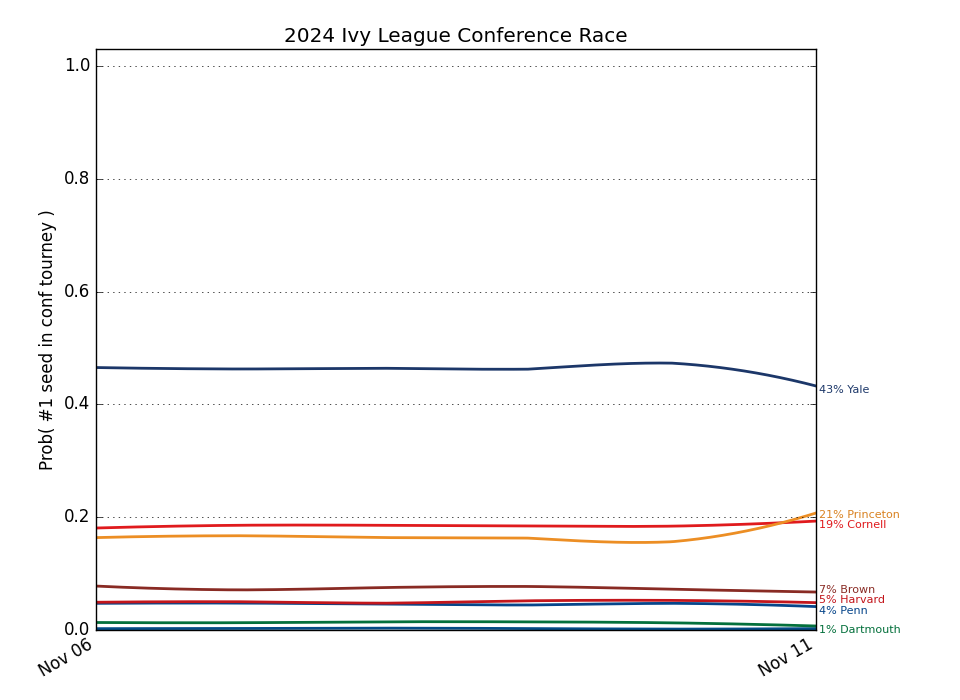 2024 Ivy League Conference Race
Prob( #1 seed in conf tourney )
1.0
0.8
0.6
0.4
0.2
0.0
Nov 06
Nov 11
43% Yale
21% Princeton
19% Cornell
7% Brown
5% Harvard
4% Penn
1% Dartmouth